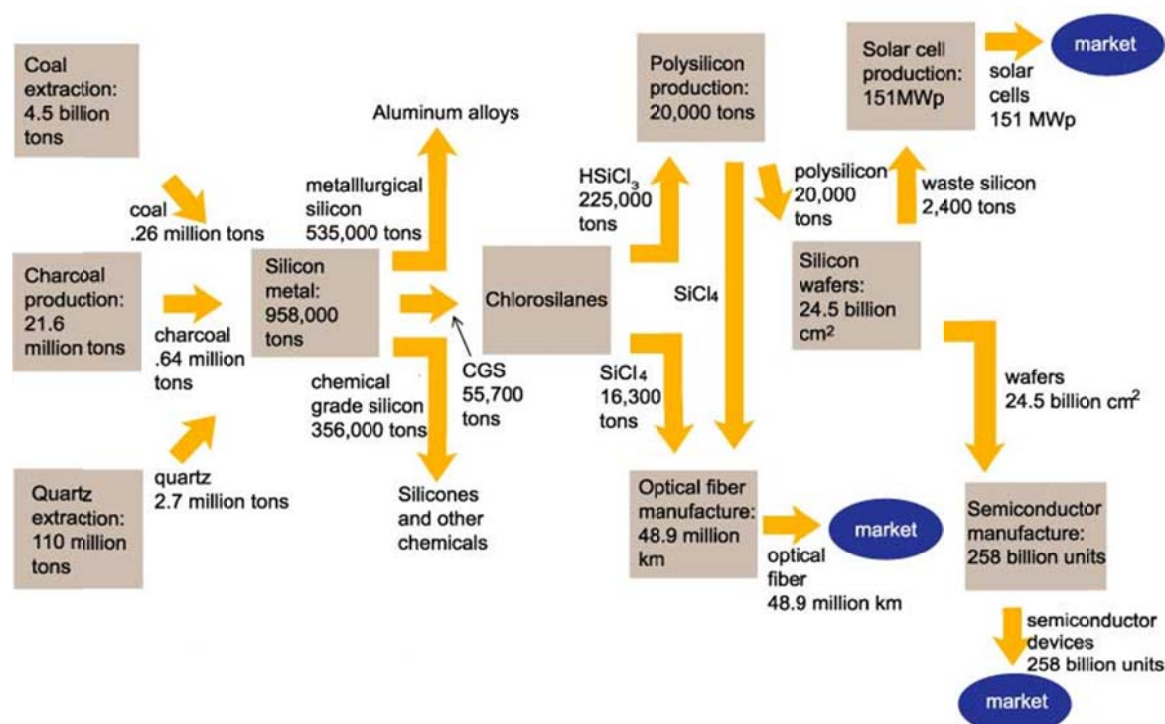 Coal
extraction:
4.5 billion
tons
coal
.26 million tons
Charcoal
production:
21.6
million tons
charcoal
.64 million
tons
Quartz
extraction:
110 million
tons
quartz
2.7 million tons
Silicon
metal:
958,000
tons
Aluminum alloys
metalllurgical
silicon
535,000 tons
chemical
grade silicon
356,000 tons
Silicones
and other
chemicals
CGS
55,700
tons
Chlorosilanes
HSiCl3
225,000
tons
SiCl4
16,300
tons
Polysilicon
production:
20,000 tons
SiCl4
polysilicon
20,000
tons
Optical fiber
manufacture:
48.9 million
km
optical
fiber
48.9 million km
market
Solar cell
production:
151MWp
solar
cells
151 MWp
market
waste silicon
2,400 tons
Silicon
wafers:
24.5 billion
cm2
wafers
24.5 billion cm2
Semiconductor
manufacture:
258 billion units
semiconductor
devices
258 billion units
market